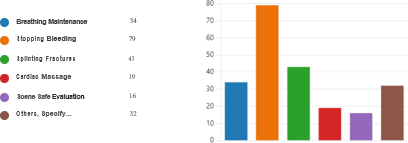 Breathing Maintenance 34
Stopping Bleeding 79
Splinting Fractures 43
Cardiac Massage 19
Scene Safe Evaluation 16
Others, Specify... 32
80
70
60
50
40
30
20
10
0